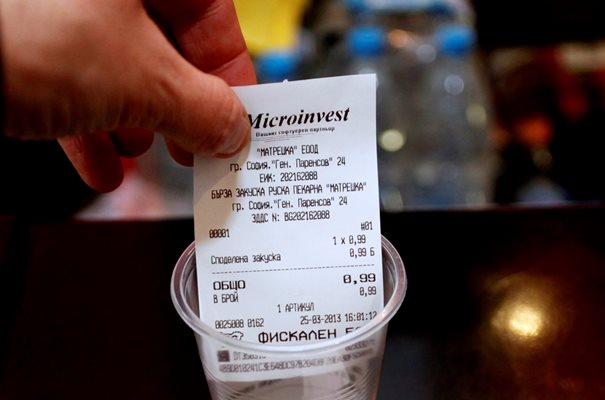 Microinvest
Вашият софтуерен партньор
"МАТРЕШКА" ЕООД
гр. София."Ген. Паренсов" 24
ЕИК: 202162088
БЪРЗА ЗАКУСКА РУСКА ПЕКАРНА "МАТРЕШКА"
гр. София."Ген. Паренсов" 24
ЗДДС N: BG202162088
00001 #01
1 x 0,99
Споделена закуска 0,99 Б
ОБЩО 0,99
В БРОЙ 0,99
1 АРТИКУЛ
0025008 0162 25-03-2013 16:01:12
ФИСКАЛЕН